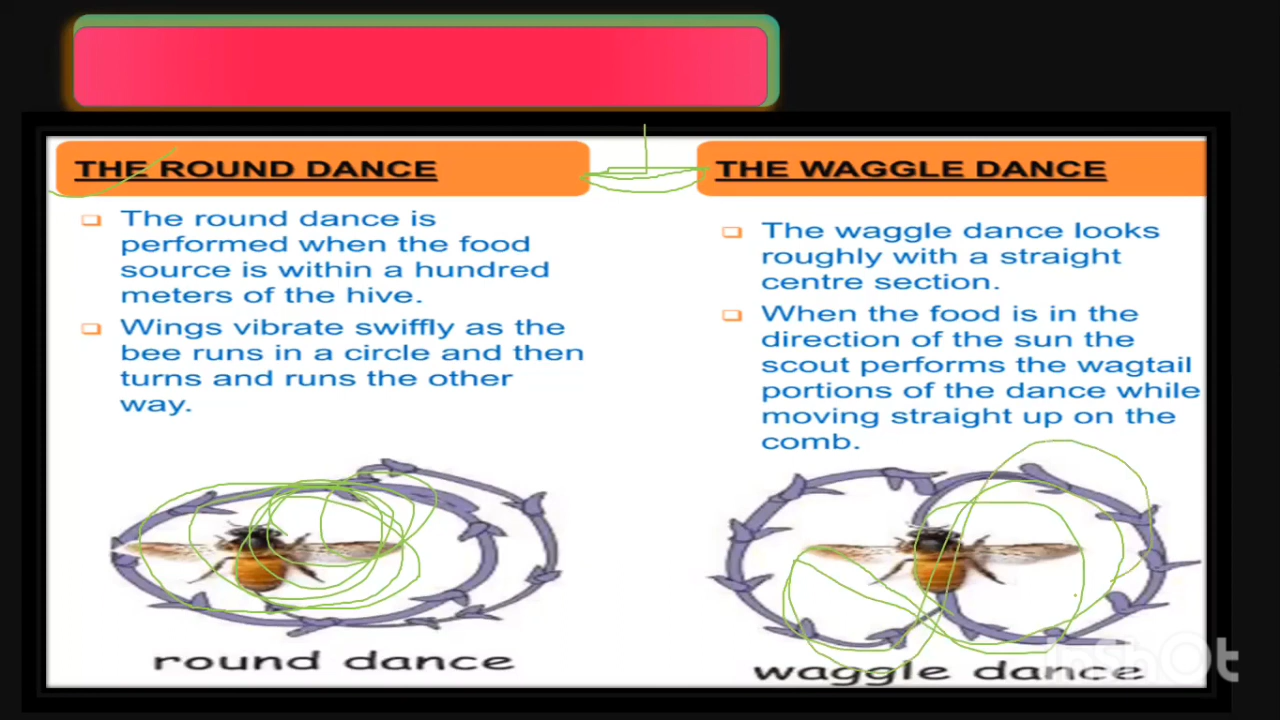 THE ROUND DANCE
The round dance is
performed when the food
source is within a hundred
meters of the hive.
Wings vibrate swiffly as the
bee runs in a circle and then
turns and runs the other
way.
round dance
THE WAGGLE DANCE
The waggle dance looks
roughly with a straight
centre section.
When the food is in the
direction of the sun the
scout performs the wagtail
portions of the dance while
moving straight up on the
comb.
waggle dance
InShOt